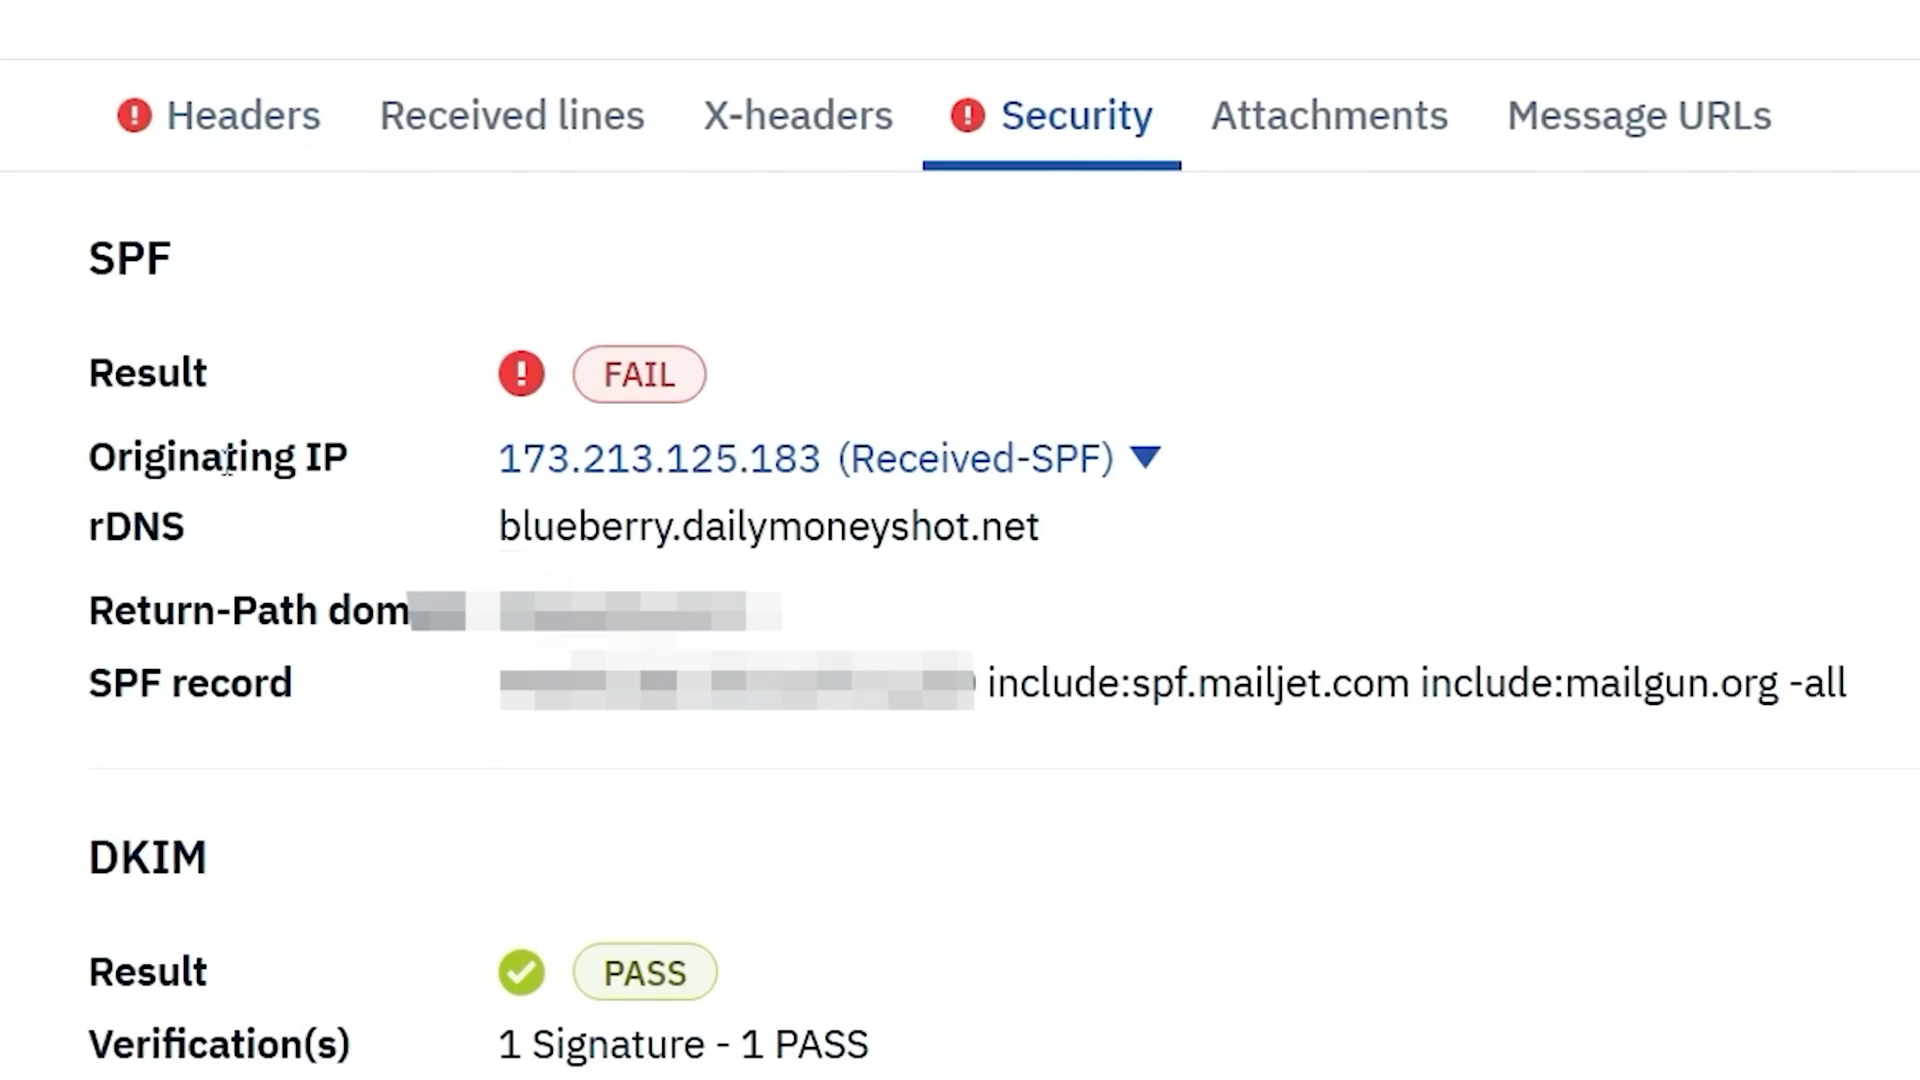 Headers Received lines X-headers Security Attachments Message URLs
SPF
Result FAIL
Originating IP 173.213.125.183 (Received-SPF)
rDNS blueberry.dailymoneyshot.net
Return-Path dom
SPF record include:spf.mailjet.com include:mailgun.org -all
DKIM
Result PASS
Verification(s) 1 Signature - 1 PASS